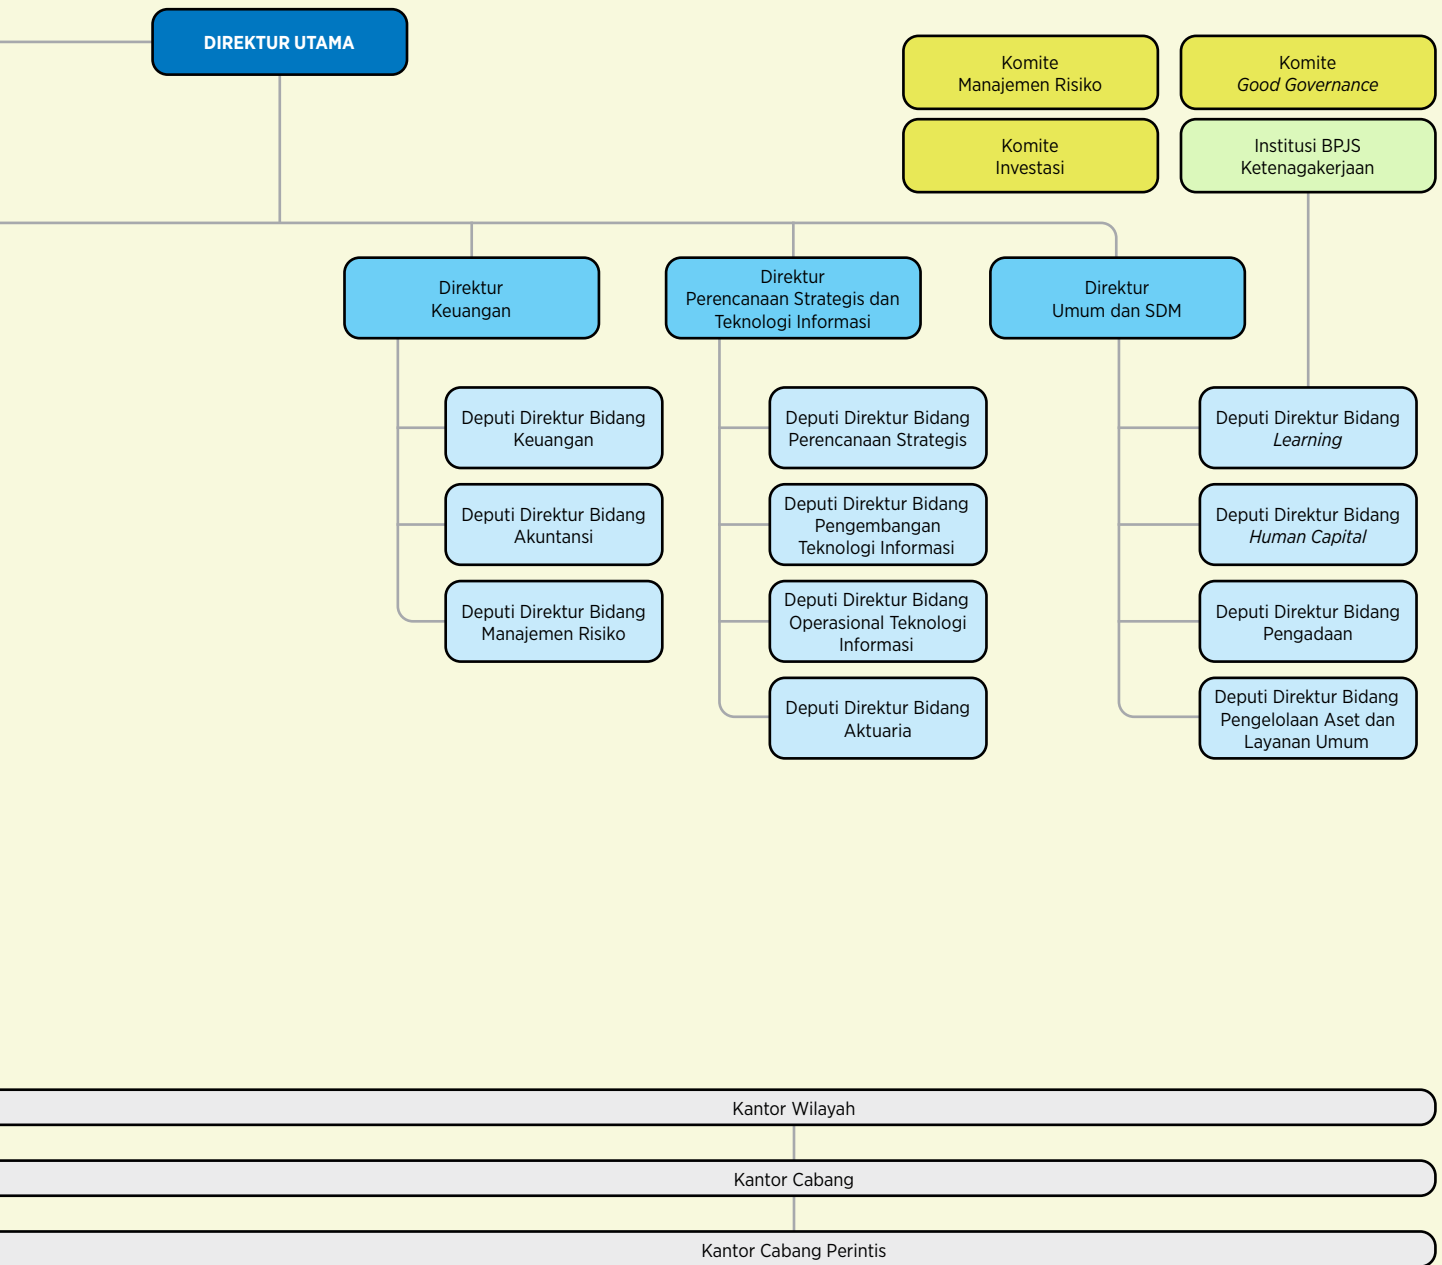 DIREKTUR UTAMA
Komite
Manajemen Risiko
Komite
Good Governance
Komite
Investasi
Institusi BPJS
Ketenagakerjaan
Direktur
Keuangan
Direktur
Perencanaan Strategis dan
Teknologi Informasi
Direktur
Umum dan SDM
Deputi Direktur Bidang
Keuangan
Deputi Direktur Bidang
Akuntansi
Deputi Direktur Bidang
Manajemen Risiko
Deputi Direktur Bidang
Perencanaan Strategis
Deputi Direktur Bidang
Pengembangan
Teknologi Informasi
Deputi Direktur Bidang
Operasional Teknologi
Informasi
Deputi Direktur Bidang
Aktuaria
Deputi Direktur Bidang
Learning
Deputi Direktur Bidang
Human Capital
Deputi Direktur Bidang
Pengadaan
Deputi Direktur Bidang
Pengelolaan Aset dan
Layanan Umum
Kantor Wilayah
Kantor Cabang
Kantor Cabang Perintis